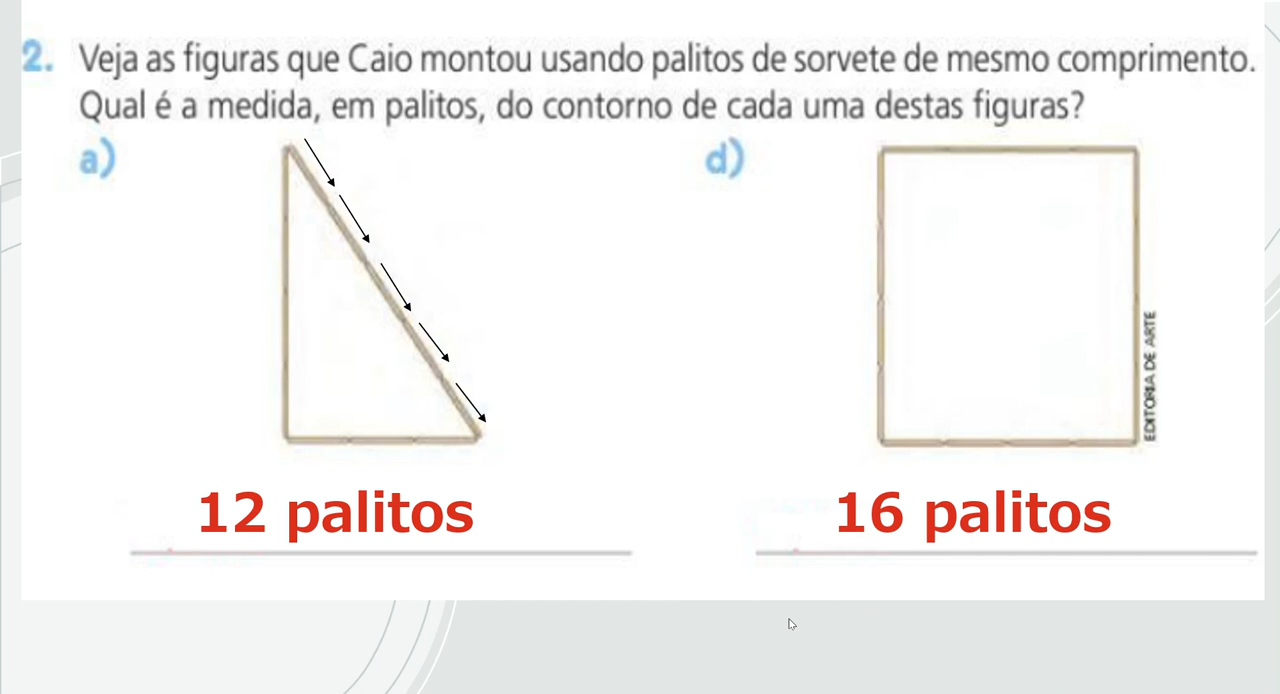 2. Veja as figuras que Caio montou usando palitos de sorvete de mesmo comprimento.
Qual é a medida, em palitos, do contorno de cada uma destas figuras?
a)
d)
EDITORIA DE ARTE
12 palitos
16 palitos